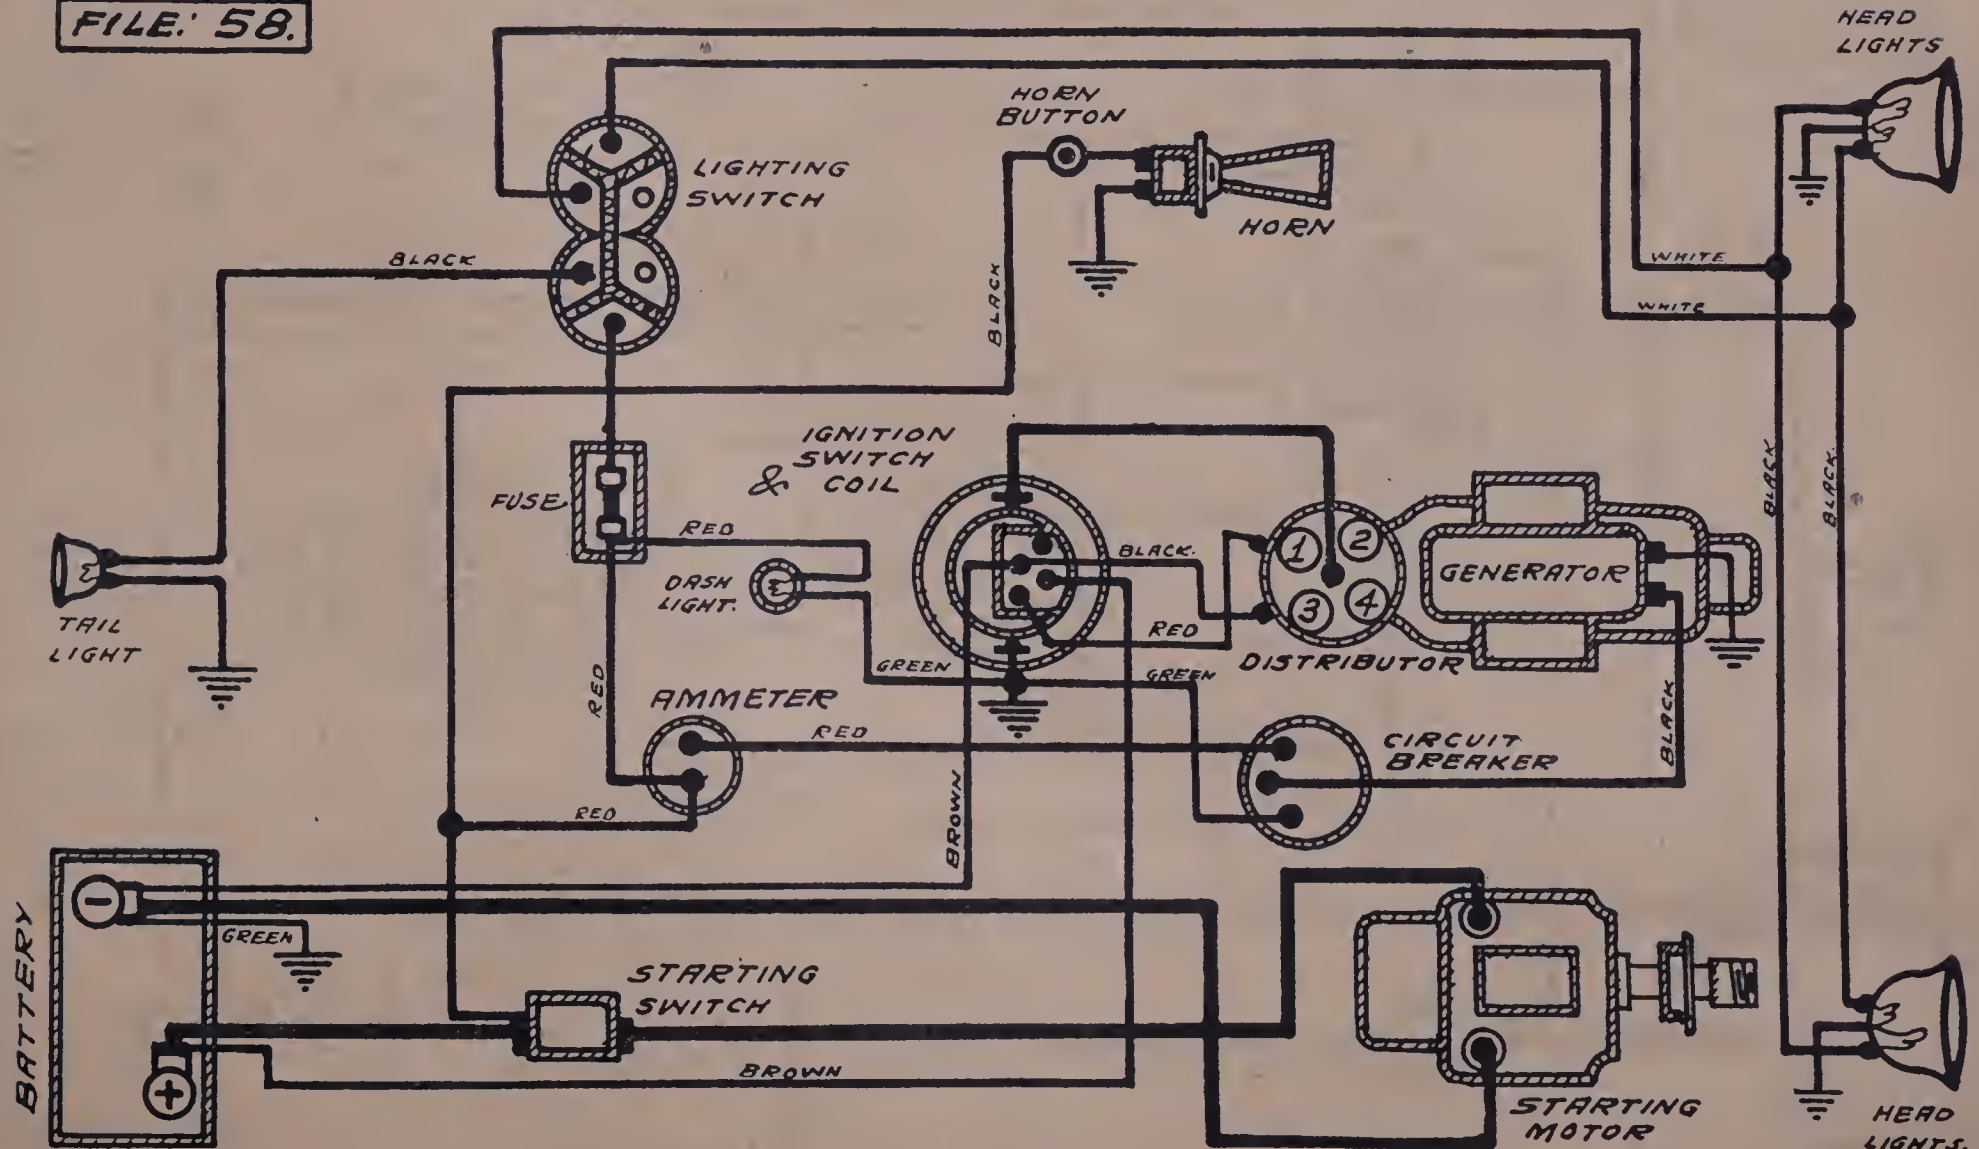 FILE: 58.
HEAD
LIGHTS
HORN
BUTTON
LIGHTING
SWITCH
HORN
BLACK
BLACK
WHITE
WHITE
IGNITION
SWITCH
& COIL
FUSE
RED
DASH
LIGHT.
BLACK.
RED
GREEN
GREEN
1
2
3
4
DISTRIBUTOR
GENERATOR
BLACK
BLACK.
TAIL
LIGHT
RED
AMMETER
RED
RED
BROWN
CIRCUIT
BREAKER
BLACK
BATTERY
-
GREEN
+
STARTING
SWITCH
BROWN
STARTING
MOTOR
HEAD
LIGHTS.